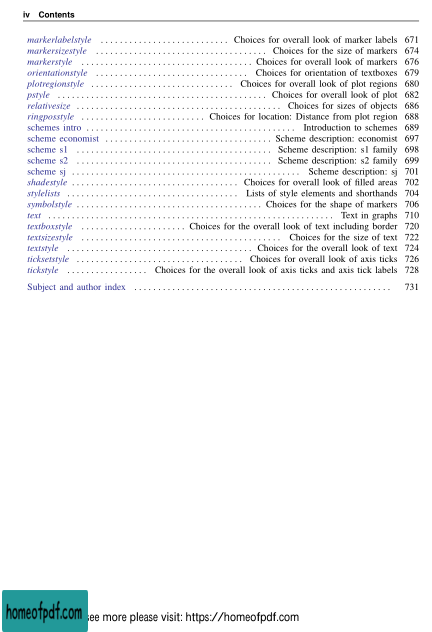 iv Contents
markerlabelstyle . . . . . . . . . . . . . . . . . . . . . . . . . . . Choices for overall look of marker labels 671
markersizestyle . . . . . . . . . . . . . . . . . . . . . . . . . . . . . . . . . . . . Choices for the size of markers 674
markerstyle . . . . . . . . . . . . . . . . . . . . . . . . . . . . . . . . . . . . Choices for overall look of markers 676
orientationstyle . . . . . . . . . . . . . . . . . . . . . . . . . . . . . . . . Choices for orientation of textboxes 679
plotregionstyle . . . . . . . . . . . . . . . . . . . . . . . . . . . . . . Choices for overall look of plot regions 680
pstyle . . . . . . . . . . . . . . . . . . . . . . . . . . . . . . . . . . . . . . . . . . . . Choices for overall look of plot 682
relativesize . . . . . . . . . . . . . . . . . . . . . . . . . . . . . . . . . . . . . . . . . . . Choices for sizes of objects 686
ringposstyle . . . . . . . . . . . . . . . . . . . . . . . . . . Choices for location: Distance from plot region 688
schemes intro . . . . . . . . . . . . . . . . . . . . . . . . . . . . . . . . . . . . . . . . . . . . Introduction to schemes 689
scheme economist . . . . . . . . . . . . . . . . . . . . . . . . . . . . . . . . . . . Scheme description: economist 697
scheme s1 . . . . . . . . . . . . . . . . . . . . . . . . . . . . . . . . . . . . . . . . . Scheme description: s1 family 698
scheme s2 . . . . . . . . . . . . . . . . . . . . . . . . . . . . . . . . . . . . . . . . . Scheme description: s2 family 699
scheme sj . . . . . . . . . . . . . . . . . . . . . . . . . . . . . . . . . . . . . . . . . . . . . . . . Scheme description: sj 701
shadestyle . . . . . . . . . . . . . . . . . . . . . . . . . . . . . . . . . . . Choices for overall look of filled areas 702
stylelists . . . . . . . . . . . . . . . . . . . . . . . . . . . . . . . . . . . . . Lists of style elements and shorthands 704
symbolstyle . . . . . . . . . . . . . . . . . . . . . . . . . . . . . . . . . . . . . . . Choices for the shape of markers 706
text . . . . . . . . . . . . . . . . . . . . . . . . . . . . . . . . . . . . . . . . . . . . . . . . . . . . . . . . . . . . Text in graphs 710
textboxstyle . . . . . . . . . . . . . . . . . . . . . . Choices for the overall look of text including border 720
textsizestyle . . . . . . . . . . . . . . . . . . . . . . . . . . . . . . . . . . . . . . . . . . Choices for the size of text 722
textstyle . . . . . . . . . . . . . . . . . . . . . . . . . . . . . . . . . . . . . . . Choices for the overall look of text 724
ticksetstyle . . . . . . . . . . . . . . . . . . . . . . . . . . . . . . . . . . . . Choices for overall look of axis ticks 726
tickstyle . . . . . . . . . . . . . . . . . Choices for the overall look of axis ticks and axis tick labels 728
Subject and author index . . . . . . . . . . . . . . . . . . . . . . . . . . . . . . . . . . . . . . . . . . . . . . . . . . . . . . 731
homeofpdf.com see more please visit: https://homeofpdf.com